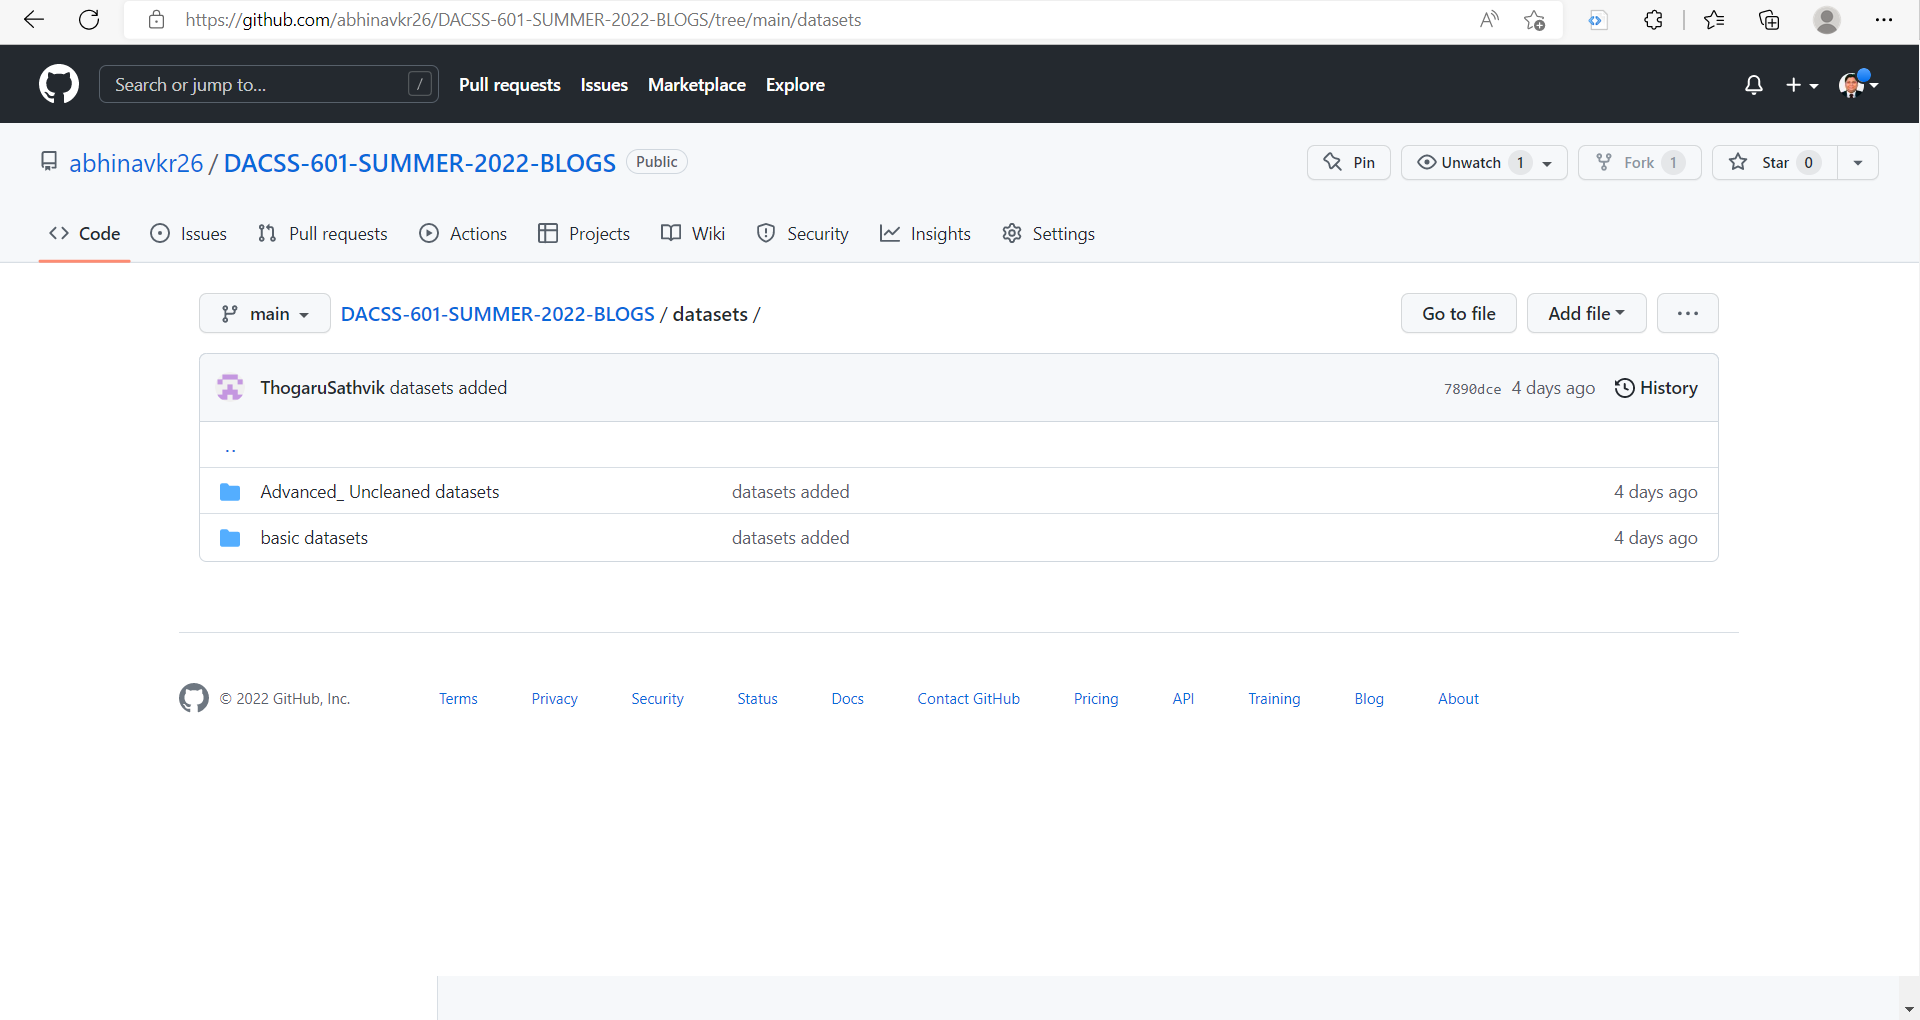 https://github.com/abhinavkr26/DACSS-601-SUMMER-2022-BLOGS/tree/main/datasets
Search or jump to... / Pull requests Issues Marketplace Explore
abhinavkr26 / DACSS-601-SUMMER-2022-BLOGS Public Pin Unwatch 1 Fork 1 Star 0
Code Issues Pull requests Actions Projects Wiki Security Insights Settings
main DACSS-601-SUMMER-2022-BLOGS / datasets / Go to file Add file ...
ThogaruSathvik datasets added 7890dce 4 days ago History
..
Advanced_ Uncleaned datasets datasets added 4 days ago
basic datasets datasets added 4 days ago
© 2022 GitHub, Inc. Terms Privacy Security Status Docs Contact GitHub Pricing API Training Blog About